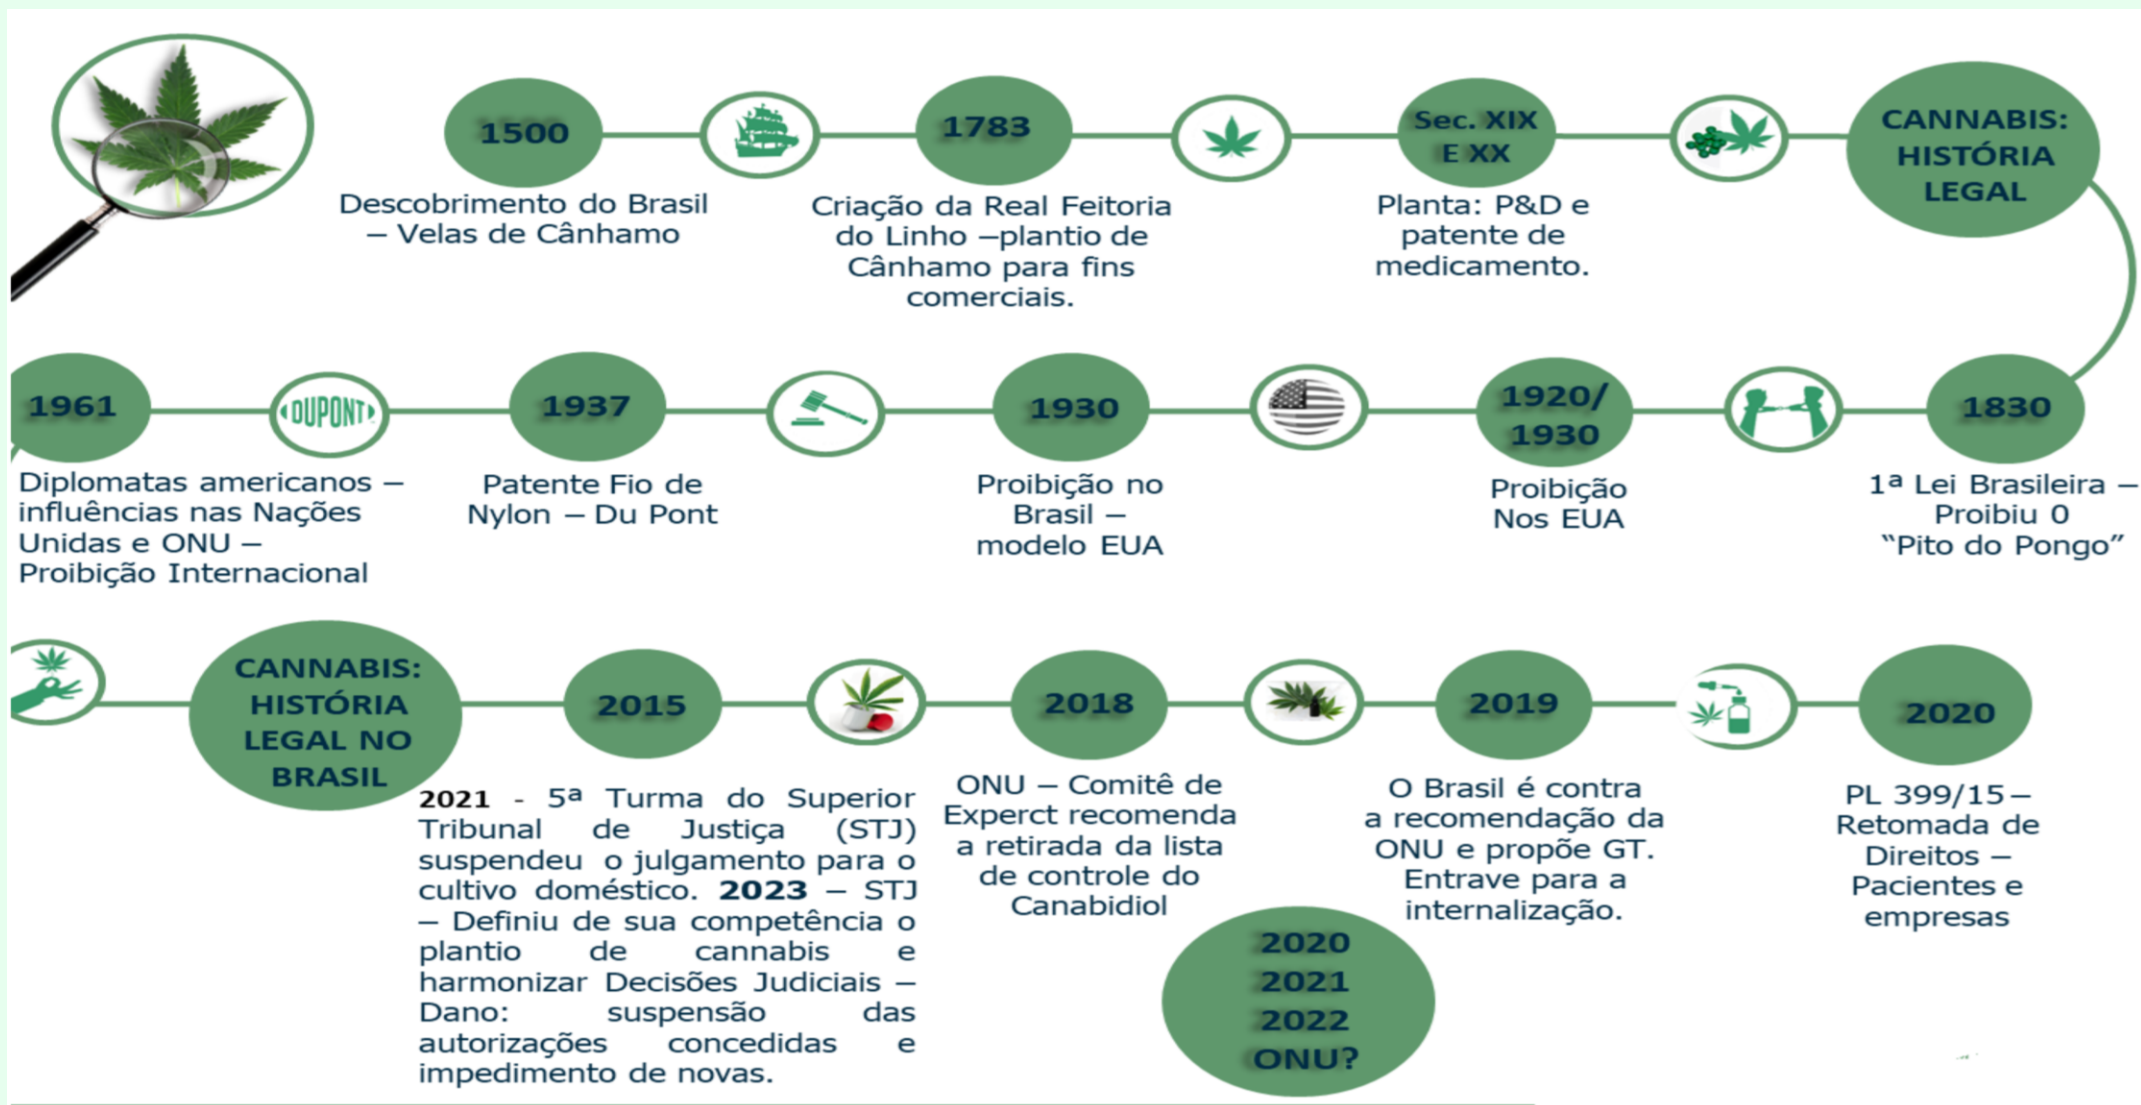 1500
Descobrimento do Brasil
– Velas de Cânhamo
1783
Criação da Real Feitoria
do Linho –plantio de
Cânhamo para fins
comerciais.
Sec. XIX
E XX
Planta: P&D e
patente de
medicamento.
CANNABIS:
HISTÓRIA
LEGAL
1830
1ª Lei Brasileira –
Proibiu 0
“Pito do Pongo”
1920/
1930
Proibição
Nos EUA
1930
Proibição no
Brasil –
modelo EUA
1937
Patente Fio de
Nylon – Du Pont
DUPONT
1961
Diplomatas americanos –
influências nas Nações
Unidas e ONU –
Proibição Internacional
CANNABIS:
HISTÓRIA
LEGAL NO
BRASIL
2015
2021 - 5ª Turma do Superior
Tribunal de Justiça (STJ)
suspendeu o julgamento para o
cultivo doméstico. 2023 – STJ
– Definiu de sua competência o
plantio de cannabis e
harmonizar Decisões Judiciais –
Dano: suspensão das
autorizações concedidas e
impedimento de novas.
2018
ONU – Comitê de
Experct recomenda
a retirada da lista
de controle do
Canabidiol
2019
O Brasil é contra
a recomendação da
ONU e propõe GT.
Entrave para a
internalização.
2020
PL 399/15–
Retomada de
Direitos –
Pacientes e
empresas
2020
2021
2022
ONU?